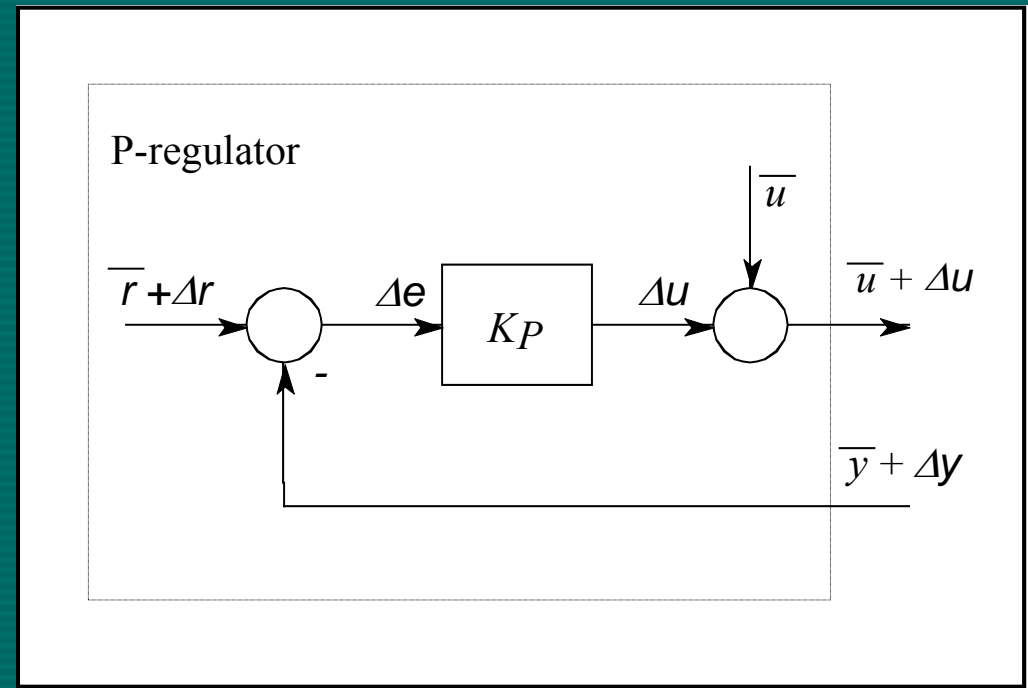 P-regulator
u̅
r̅ +Δr
Δe
K_P
Δu
u̅ + Δu
-
y̅ + Δy